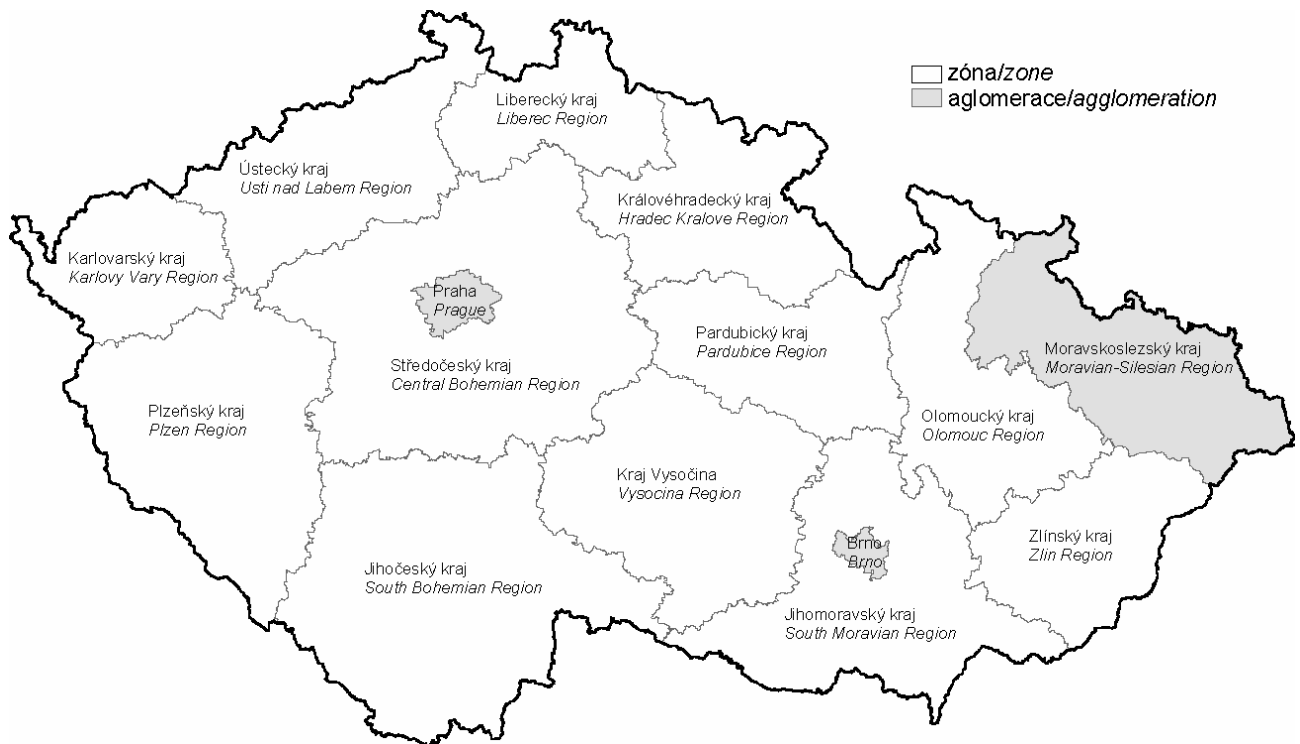 zóna/zone
aglomerace/agglomeration
Liberecký kraj
Liberec Region
Ústecký kraj
Usti nad Labem Region
Královéhradecký kraj
Hradec Kralove Region
Karlovarský kraj
Karlovy Vary Region
Praha
Prague
Pardubický kraj
Pardubice Region
Moravskoslezský kraj
Moravian-Silesian Region
Středočeský kraj
Central Bohemian Region
Plzeňský kraj
Plzen Region
Olomoucký kraj
Olomouc Region
Kraj Vysočina
Vysocina Region
Zlínský kraj
Zlin Region
Brno
Brno
Jihočeský kraj
South Bohemian Region
Jihomoravský kraj
South Moravian Region